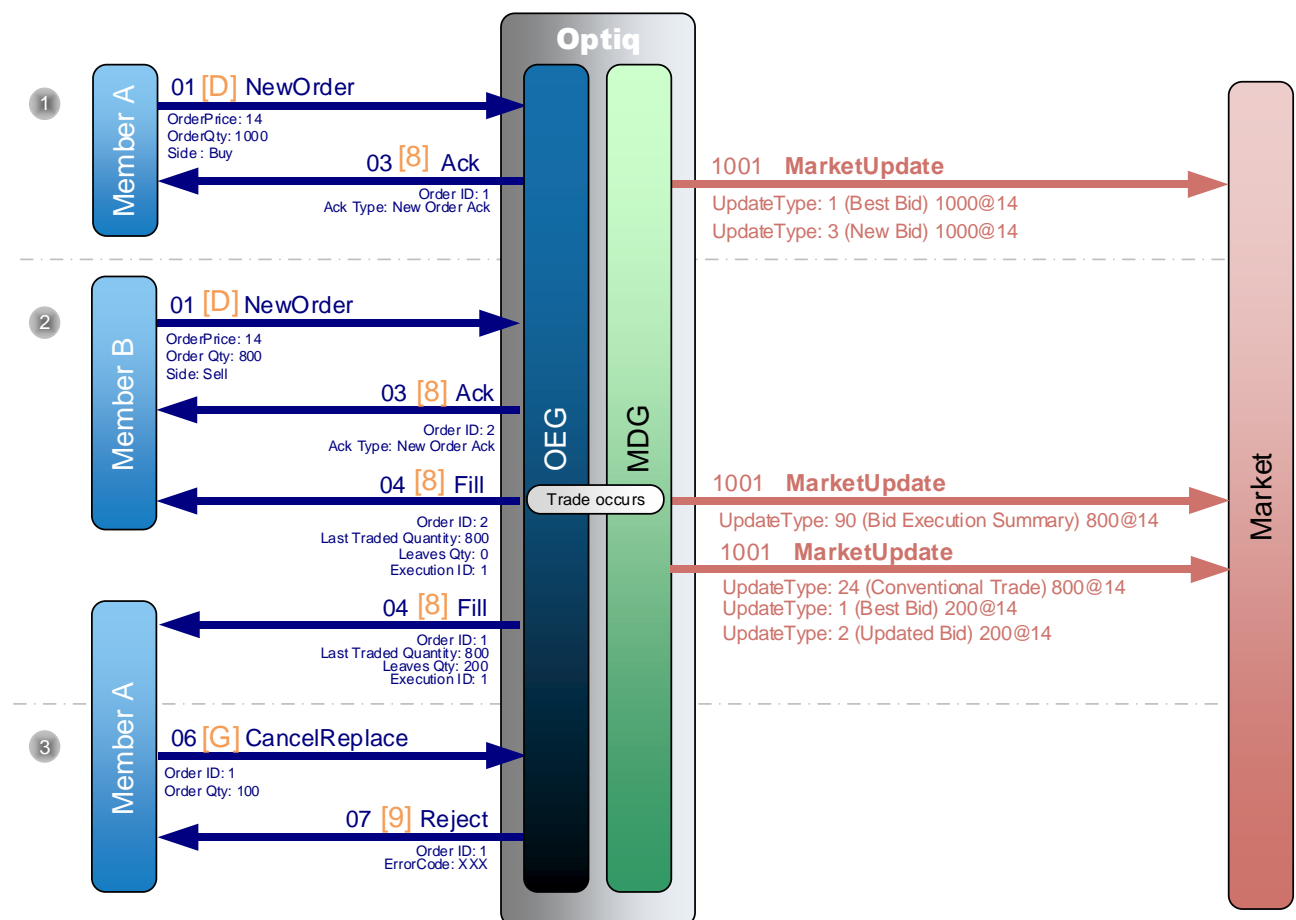 Optiq
1
Member A
01 [D] NewOrder
OrderPrice: 14
OrderQty: 1000
Side : Buy
03 [8] Ack
Order ID: 1
Ack Type: New Order Ack
1001 MarketUpdate
UpdateType: 1 (Best Bid) 1000@14
UpdateType: 3 (New Bid) 1000@14
2
Member B
01 [D] NewOrder
OrderPrice: 14
Order Qty: 800
Side: Sell
03 [8] Ack
Order ID: 2
Ack Type: New Order Ack
OEG
MDG
Market
04 [8] Fill
Trade occurs
Order ID: 2
Last Traded Quantity: 800
Leaves Qty: 0
Execution ID: 1
1001 MarketUpdate
UpdateType: 90 (Bid Execution Summary) 800@14
1001 MarketUpdate
UpdateType: 24 (Conventional Trade) 800@14
UpdateType: 1 (Best Bid) 200@14
UpdateType: 2 (Updated Bid) 200@14
Member A
04 [8] Fill
Order ID: 1
Last Traded Quantity: 800
Leaves Qty: 200
Execution ID: 1
3
06 [G] CancelReplace
Order ID: 1
Order Qty: 100
07 [9] Reject
Order ID: 1
ErrorCode: XXX